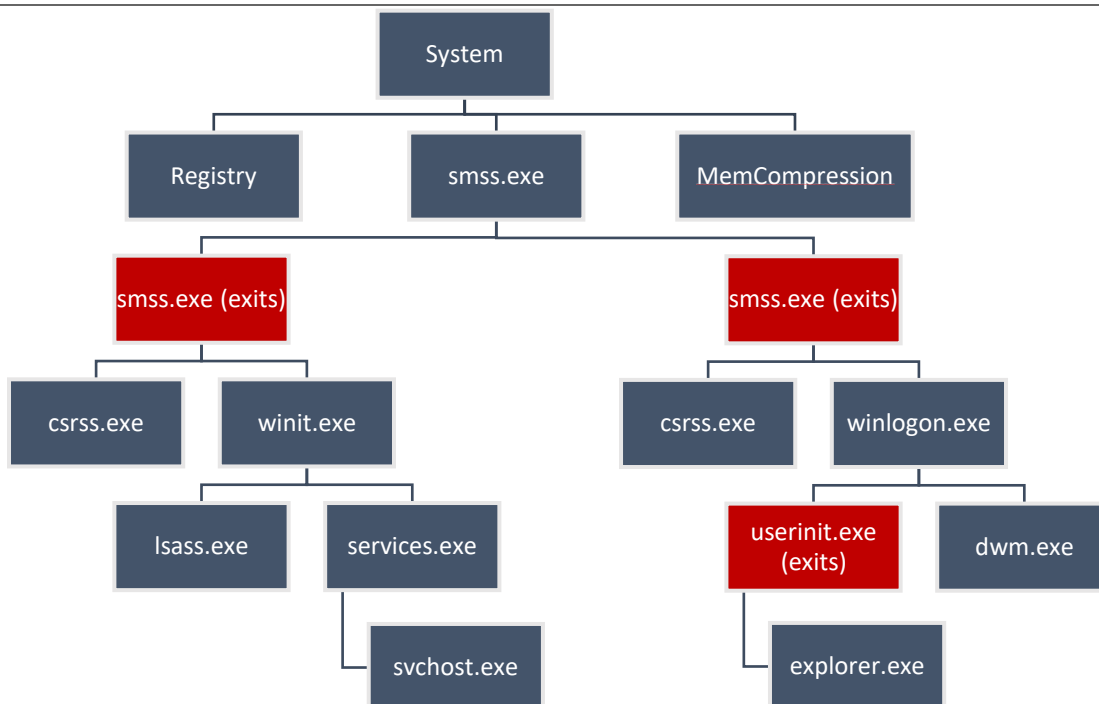 System
Registry
smss.exe
MemCompression
smss.exe (exits)
smss.exe (exits)
csrss.exe
winit.exe
csrss.exe
winlogon.exe
lsass.exe
services.exe
userinit.exe
(exits)
dwm.exe
svchost.exe
explorer.exe